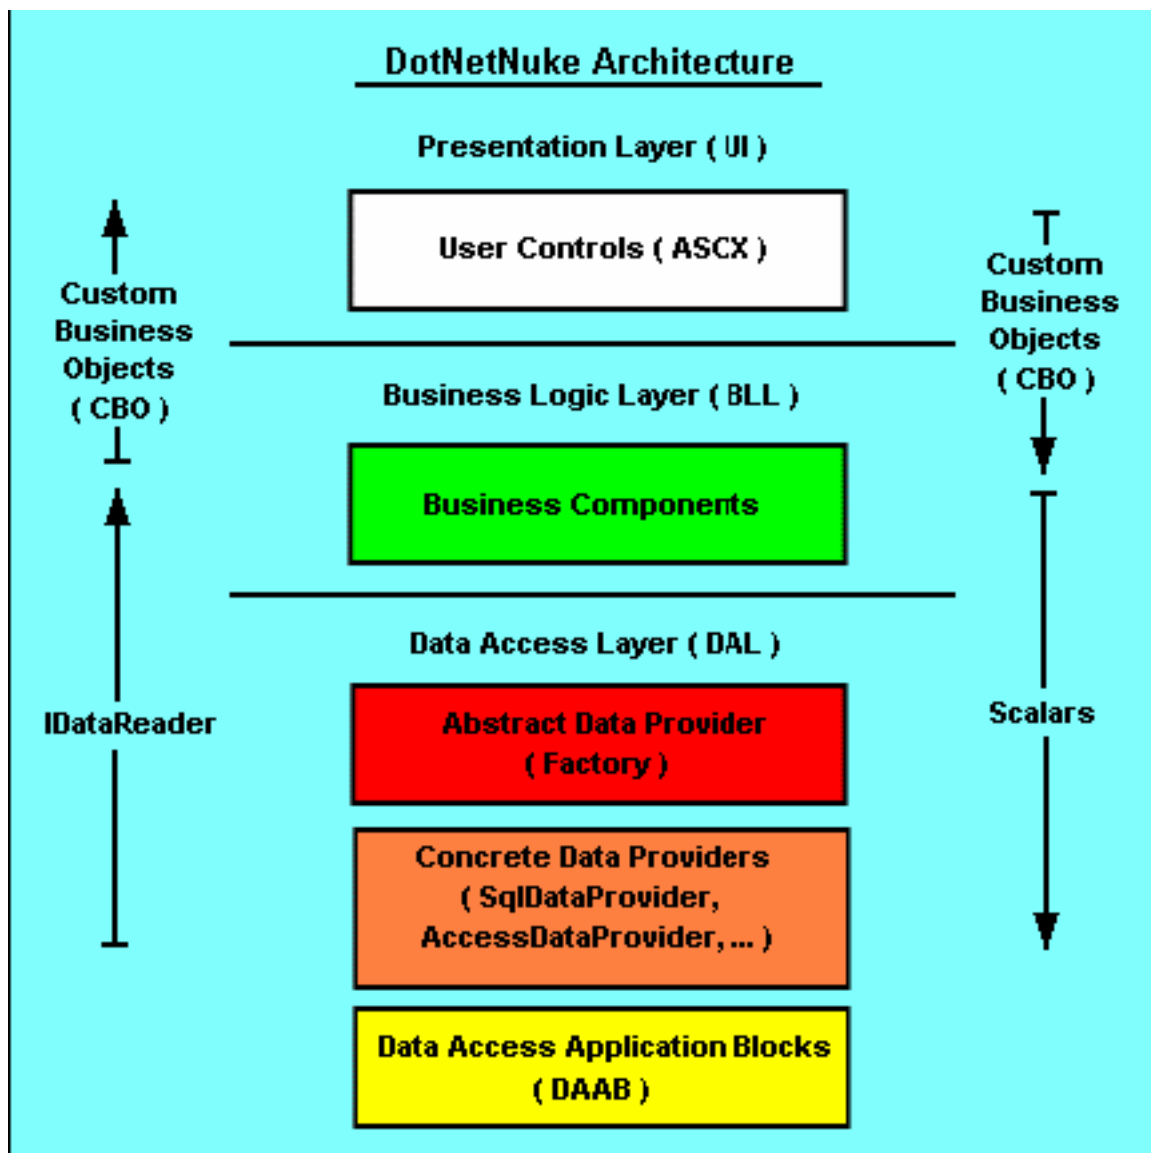 DotNetNuke Architecture
Presentation Layer ( UI )
User Controls ( ASCX )
Custom
Business
Objects
( CBO )
Custom
Business
Objects
( CBO )
Business Logic Layer ( BLL )
Business Components
Data Access Layer ( DAL )
IDataReader
Abstract Data Provider
( Factory )
Scalars
Concrete Data Providers
( SqlDataProvider,
AccessDataProvider, ... )
Data Access Application Blocks
( DAAB )